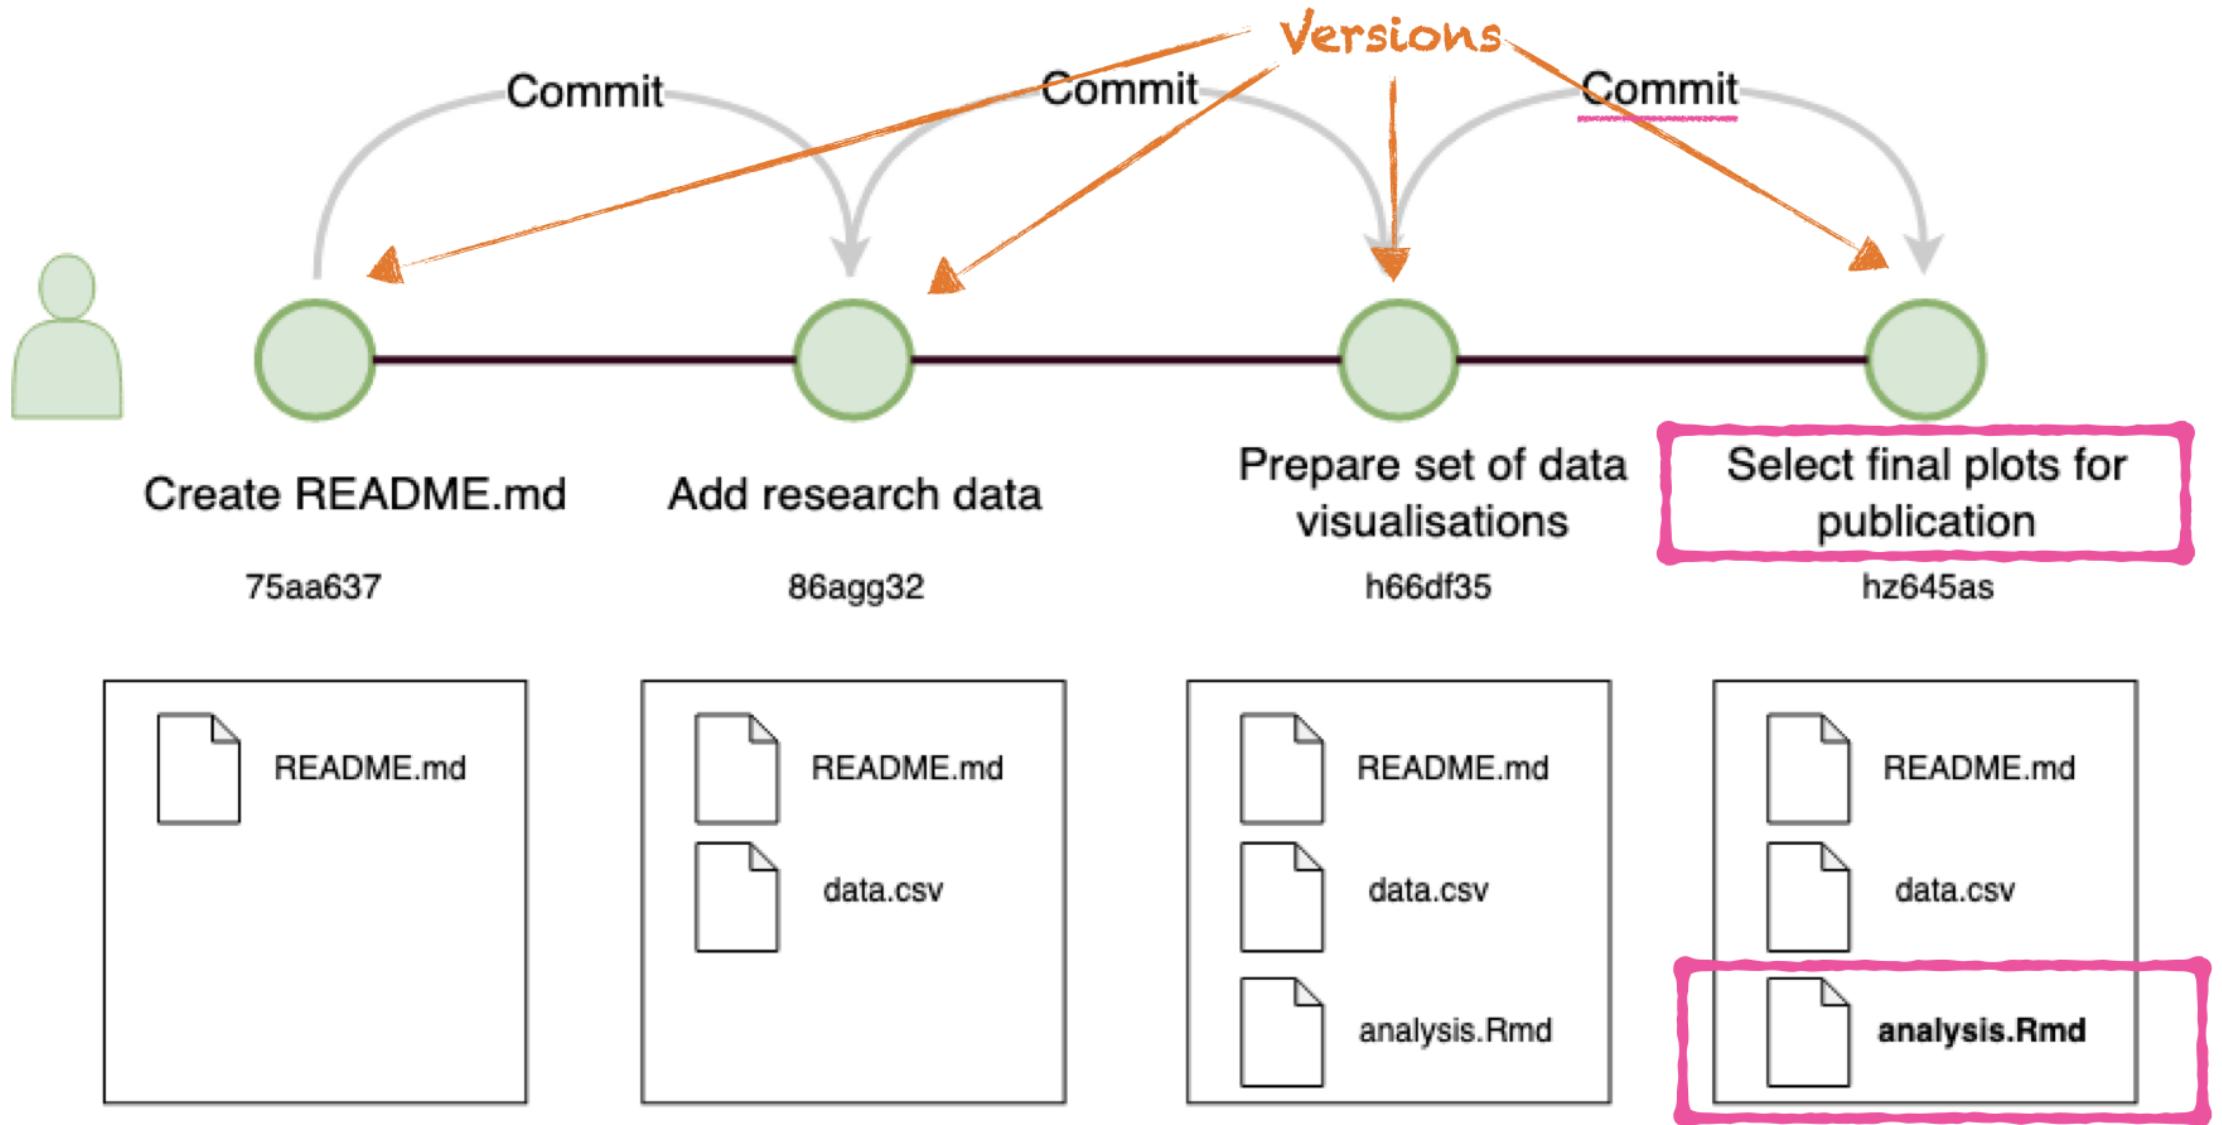 Versions
Commit
Commit
Commit
Create README.md
Add research data
Prepare set of data
visualisations
Select final plots for
publication
75aa637
86agg32
h66df35
hz645as
README.md
README.md
data.csv
README.md
data.csv
analysis.Rmd
README.md
data.csv
analysis.Rmd